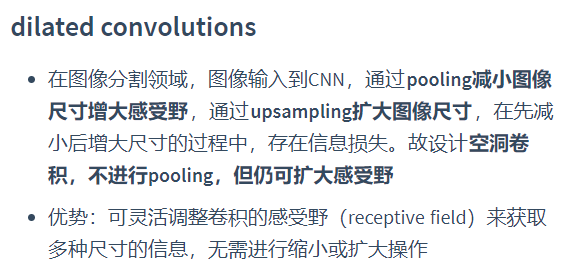 dilated convolutions
在图像分割领域，图像输入到CNN，通过pooling减小图像
尺寸增大感受野，通过upsampling扩大图像尺寸，在先减
小后增大尺寸的过程中，存在信息损失。故设计空洞卷
积，不进行pooling，但仍可扩大感受野
优势：可灵活调整卷积的感受野（receptive field）来获取
多种尺寸的信息，无需进行缩小或扩大操作